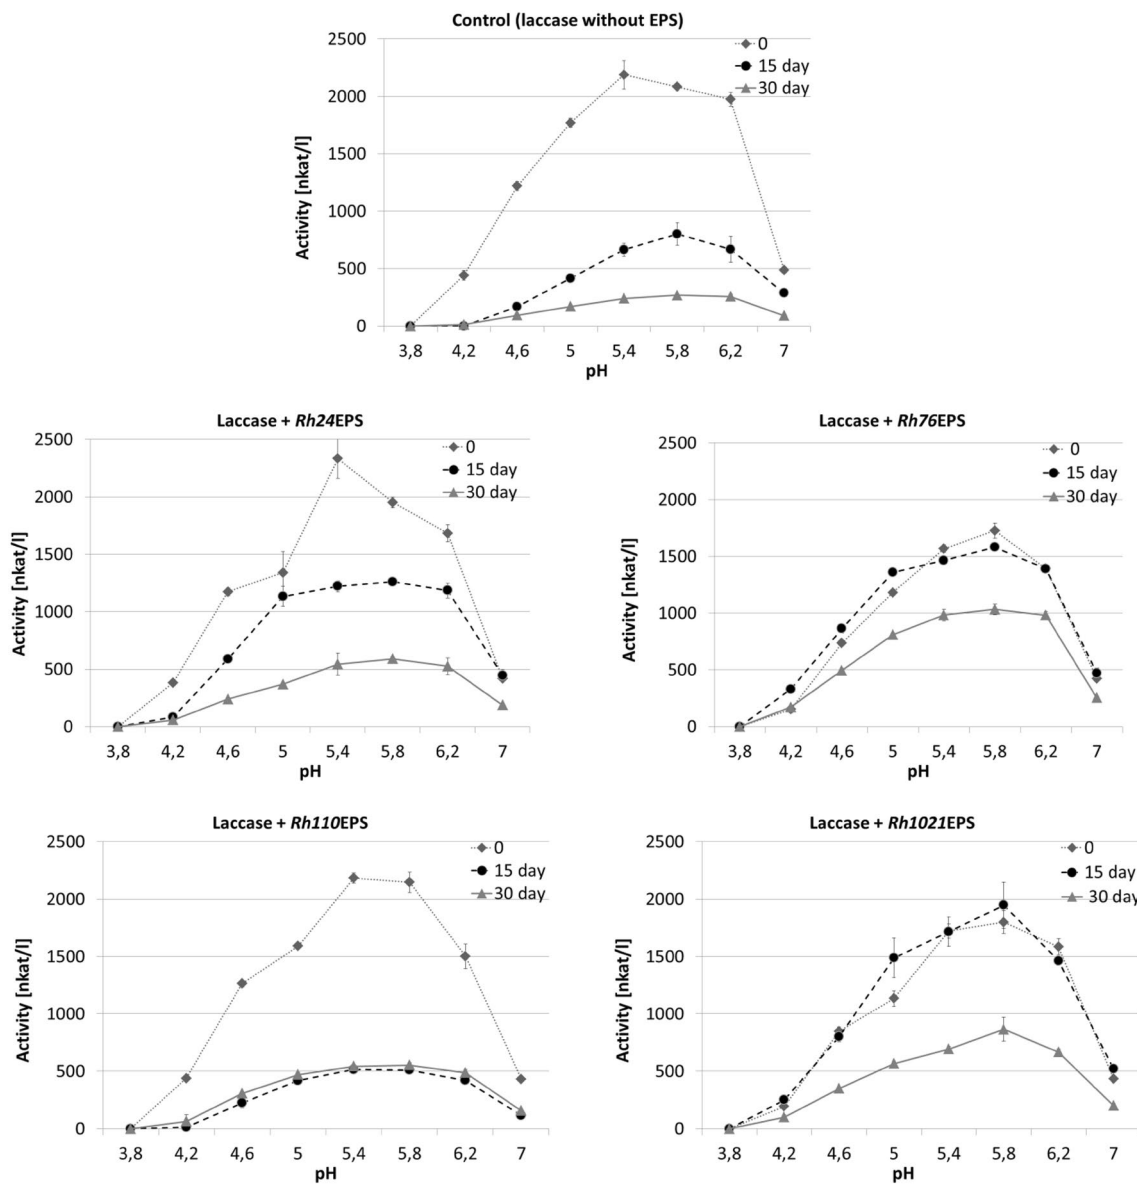 Control (laccase without EPS)
2500
2000
1500
1000
500
0
Activity [nkat/l]
0
15 day
30 day
3,8 4,2 4,6 5 5,4 5,8 6,2 7
pH
Laccase + Rh24EPS
2500
2000
1500
1000
500
0
Activity [nkat/l]
0
15 day
30 day
3,8 4,2 4,6 5 5,4 5,8 6,2 7
pH
Laccase + Rh76EPS
2500
2000
1500
1000
500
0
Activity [nkat/l]
0
15 day
30 day
3,8 4,2 4,6 5 5,4 5,8 6,2 7
pH
Laccase + Rh110EPS
2500
2000
1500
1000
500
0
Activity [nkat/l]
0
15 day
30 day
3,8 4,2 4,6 5 5,4 5,8 6,2 7
pH
Laccase + Rh1021EPS
2500
2000
1500
1000
500
0
Activity [nkat/l]
0
15 day
30 day
3,8 4,2 4,6 5 5,4 5,8 6,2 7
pH